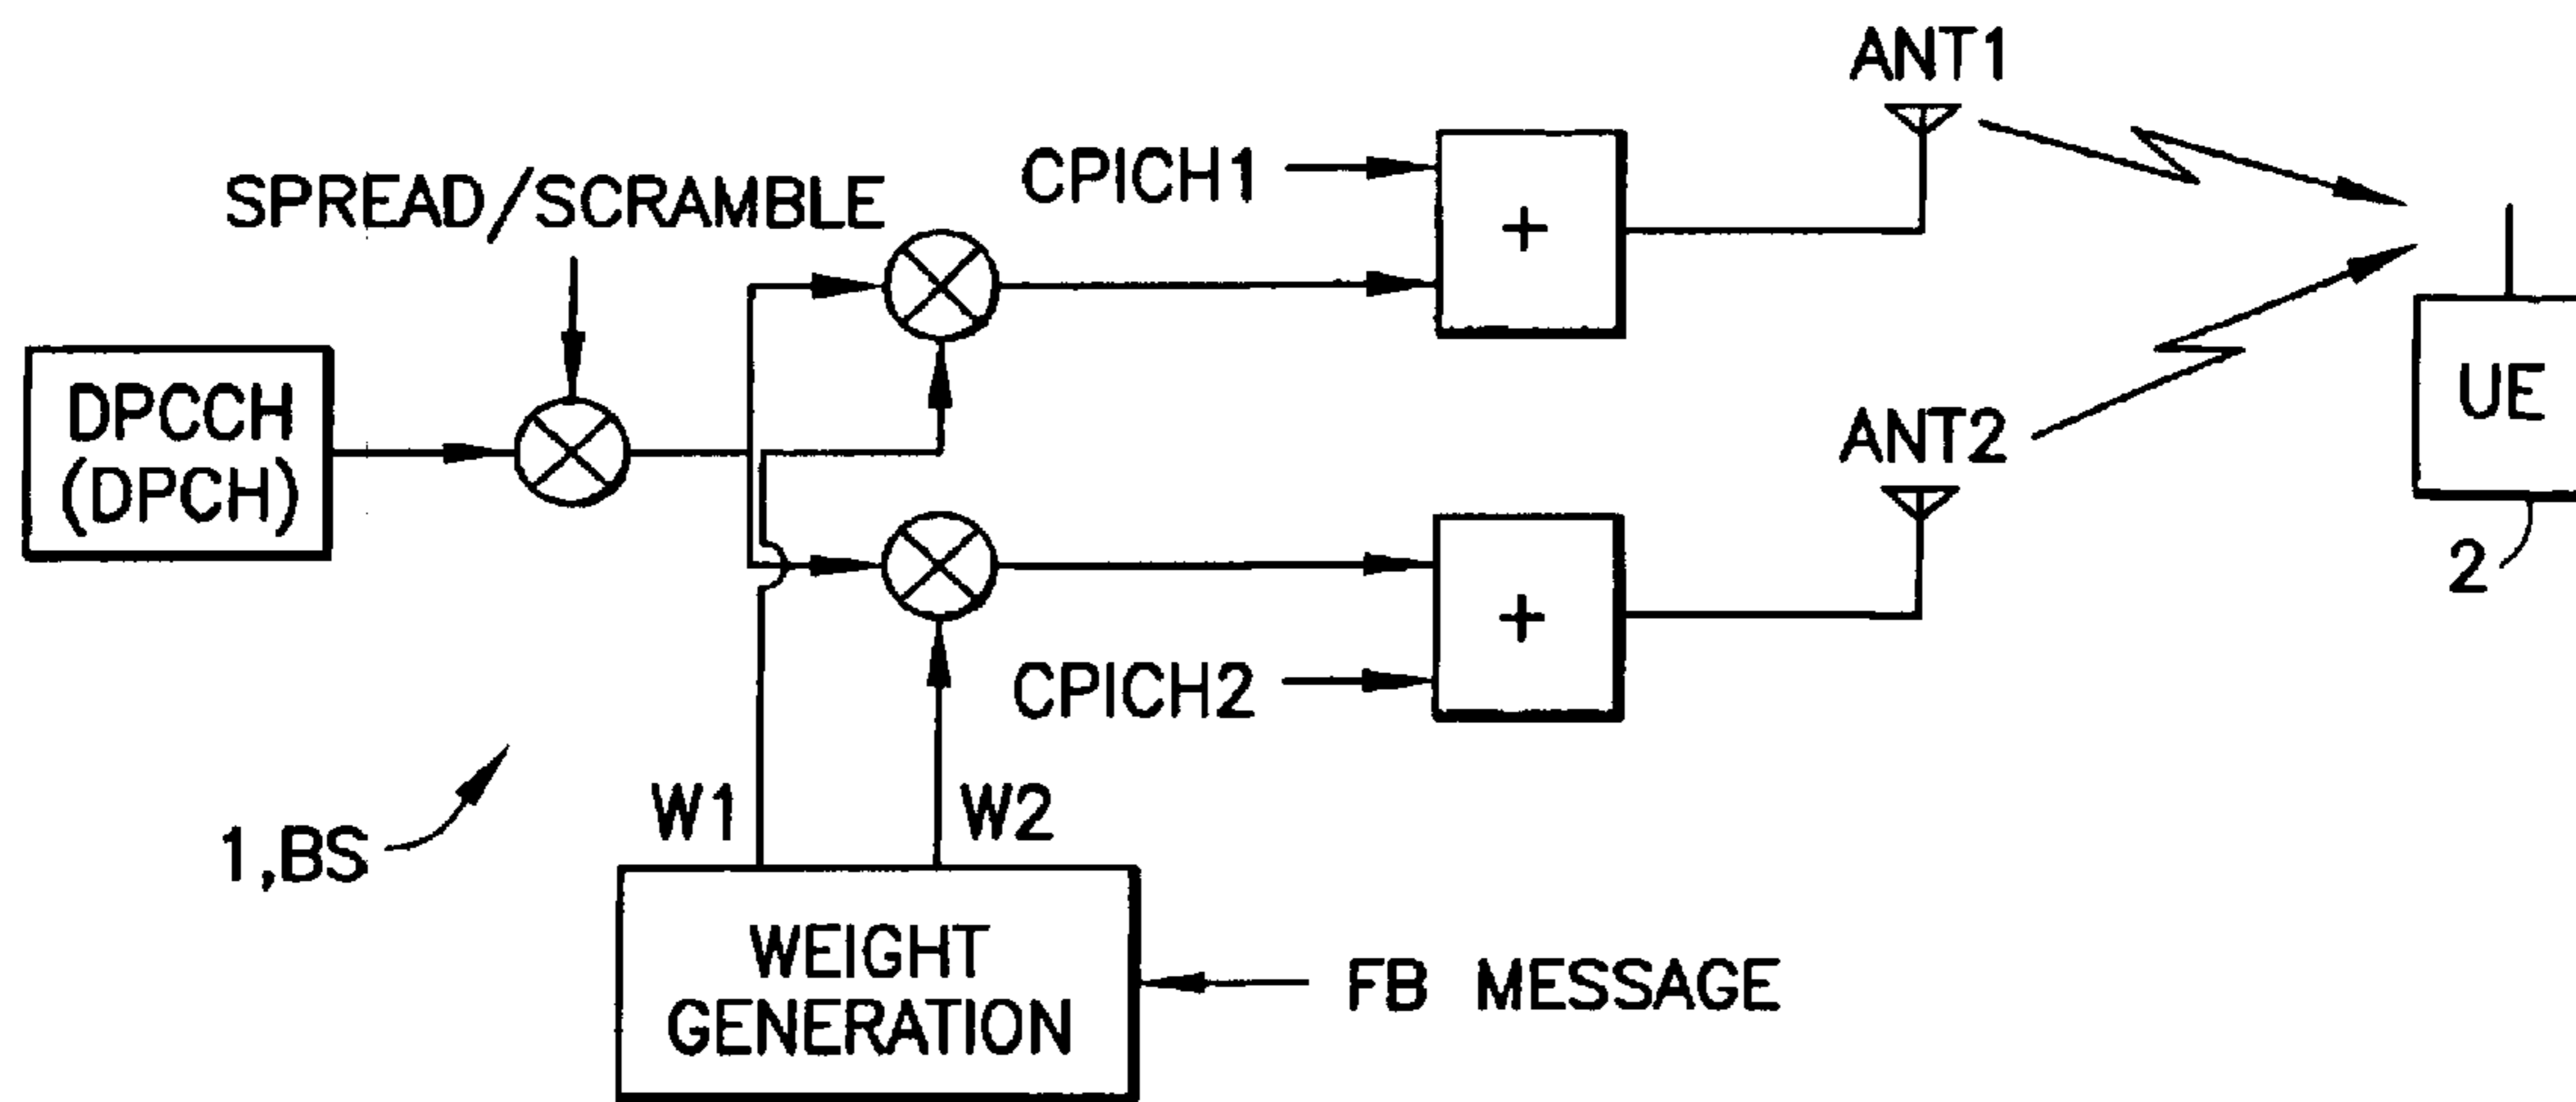 ANT1
CPICH1
SPREAD/SCRAMBLE
+
DPCCH
(DPCH)
UE
ANT2
2
+
CPICH2
W1
W2
1,BS
WEIGHT
GENERATION
FB MESSAGE